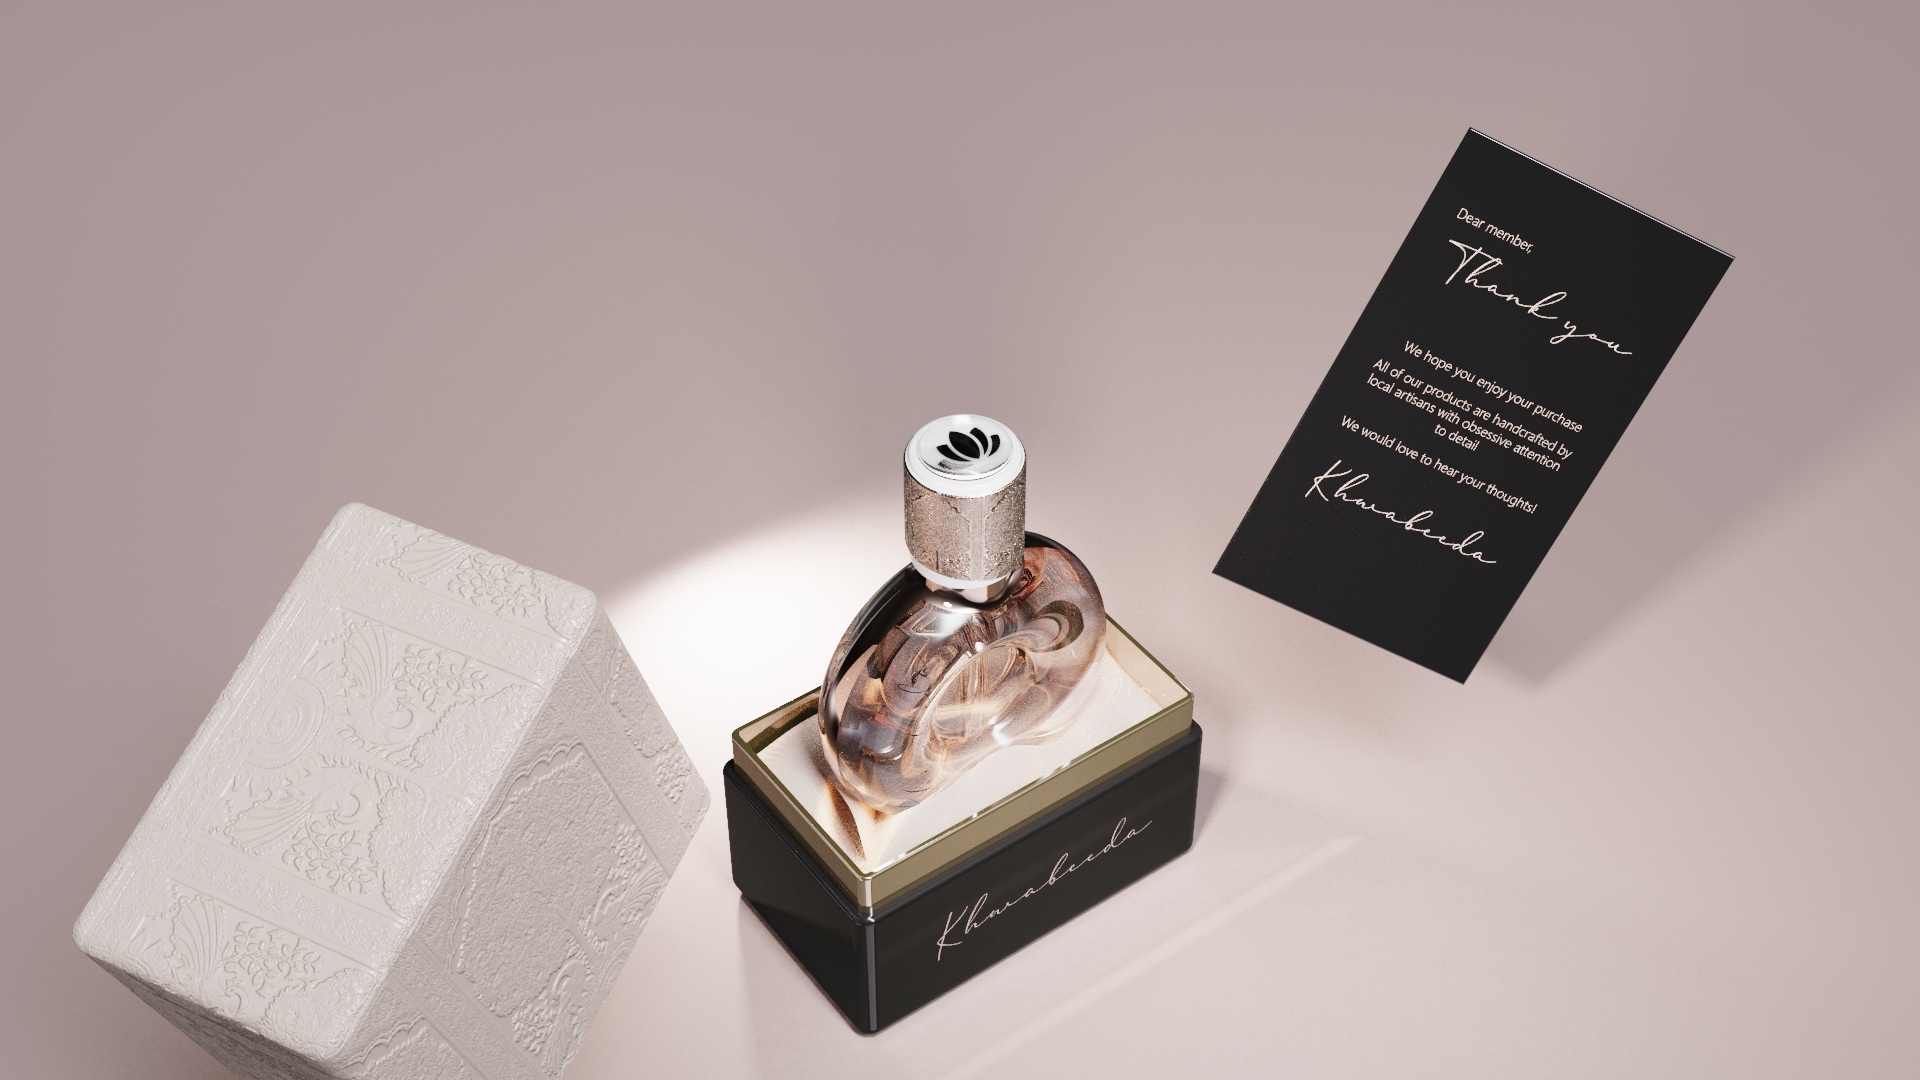 Dear member,
Thank you
We hope you enjoy your purchase
All of our products are handcrafted by
local artisans with obsessive attention
to detail
We would love to hear your thoughts!
Khwabeeda
Khwabeeda